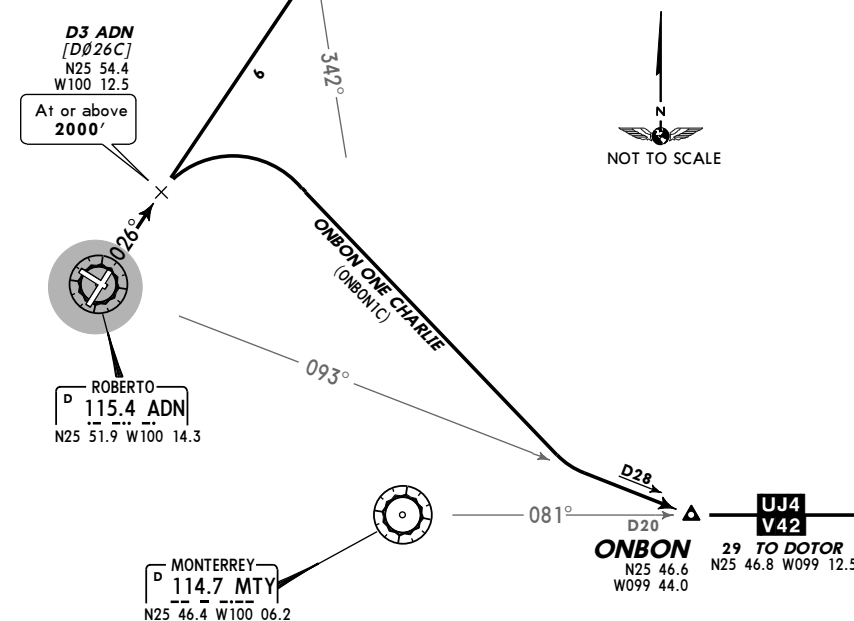 D3 ADN
[DØ26C]
N25 54.4
W100 12.5
At or above
2000'
9
342°
N
NOT TO SCALE
026°
ONBON ONE CHARLIE
(ONBON1C)
093°
ROBERTO
D 115.4 ADN
N25 51.9 W100 14.3
D28
081°
D20
UJ4
V42
ONBON
N25 46.6
W099 44.0
29 TO DOTOR
N25 46.8 W099 12.5
MONTERREY
D 114.7 MTY
N25 46.4 W100 06.2